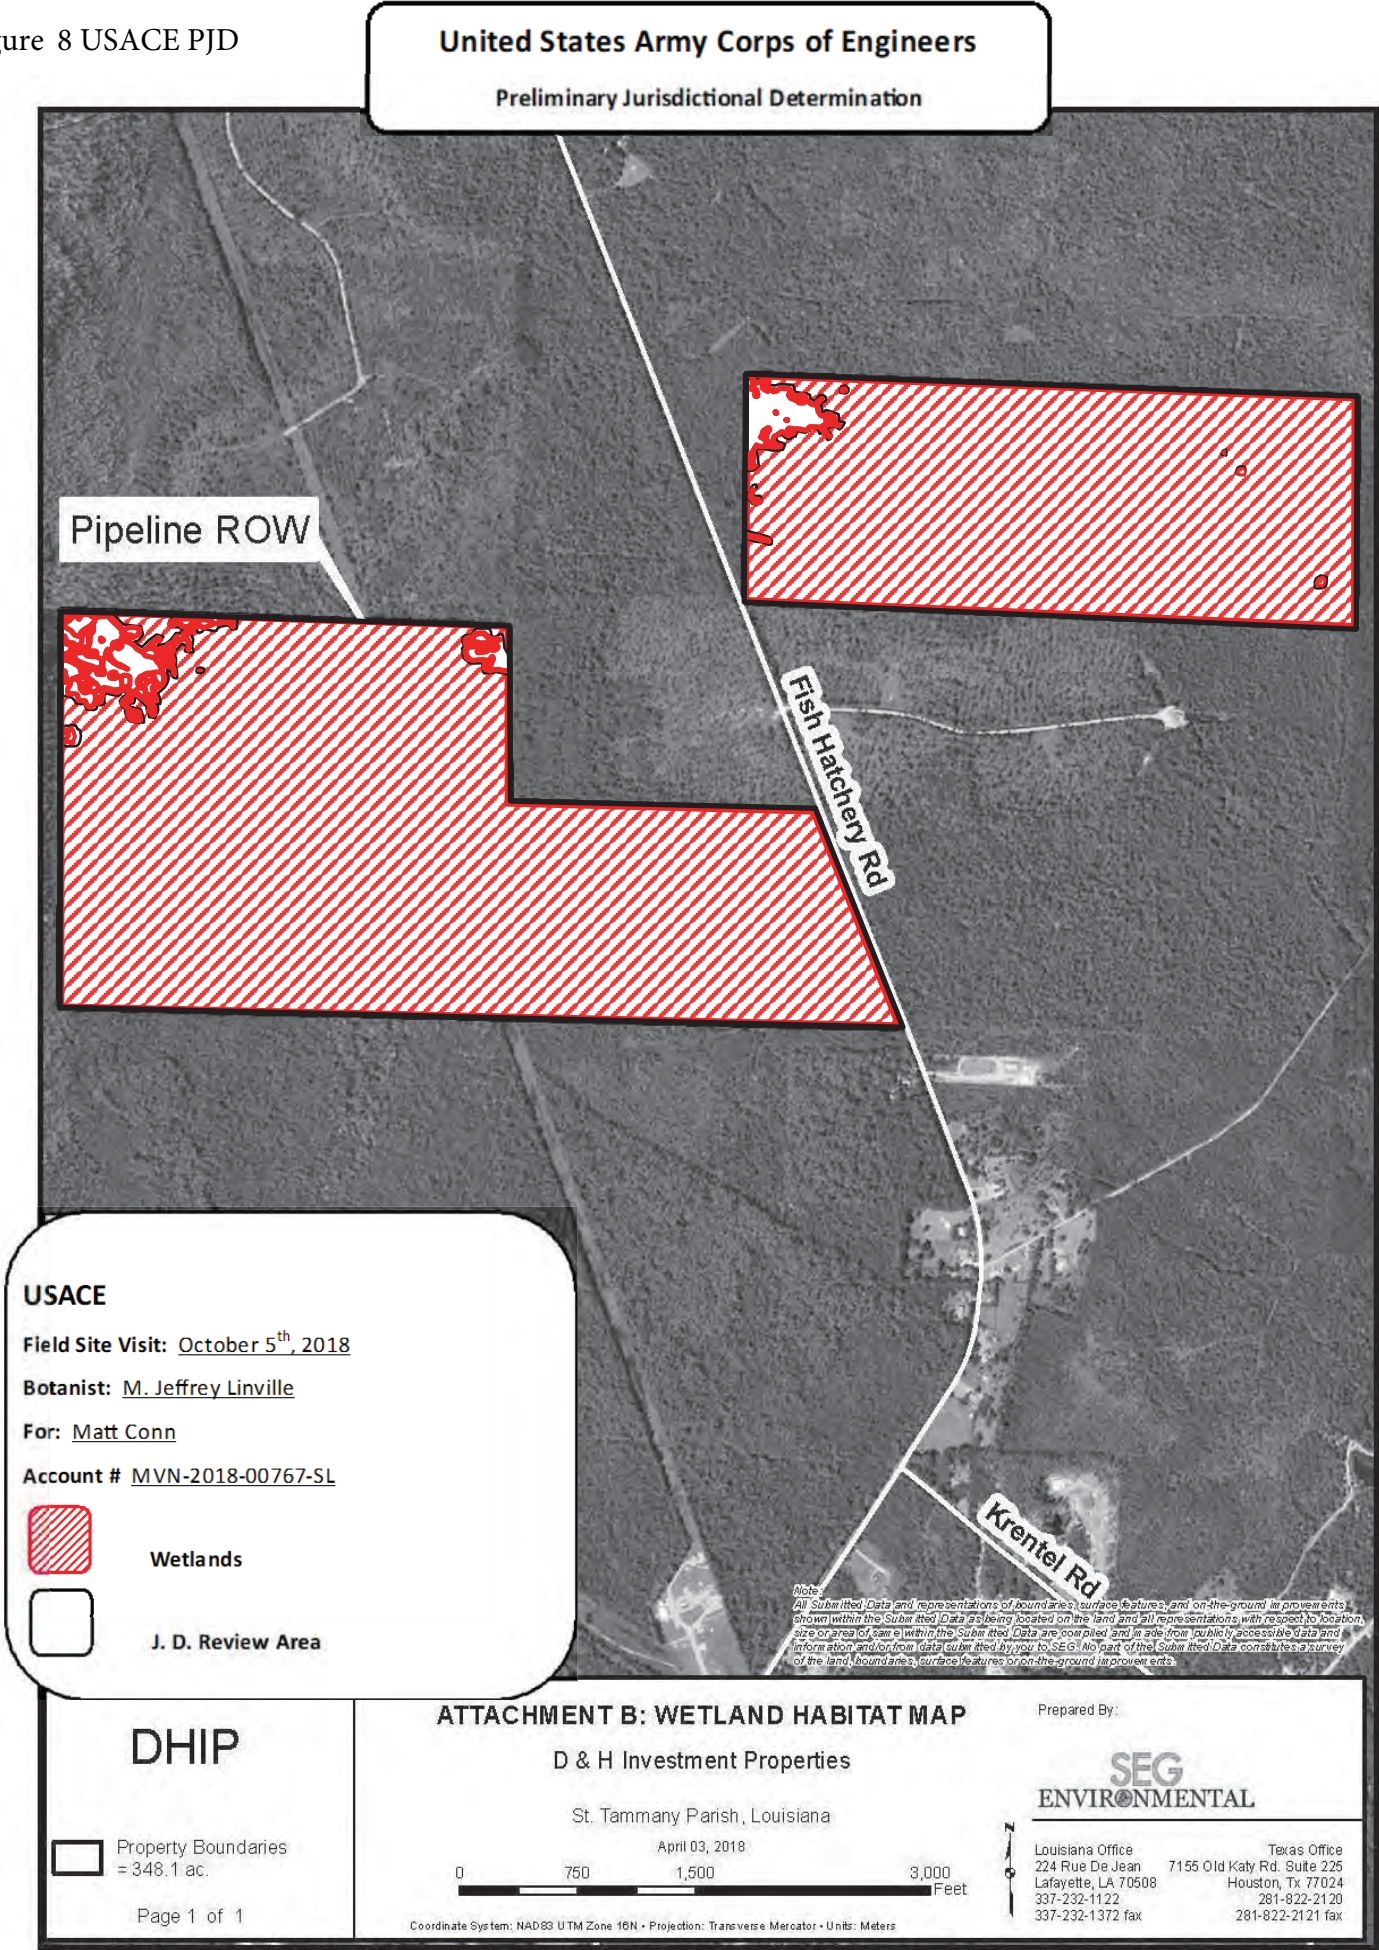 gure 8 USACE PJD
United States Army Corps of Engineers
Preliminary Jurisdictional Determination
Pipeline ROW
Fish Hatchery Rd
Krentel Rd
USACE
Field Site Visit: October 5th, 2018
Botanist: M. Jeffrey Linville
For: Matt Conn
Account # MVN-2018-00767-SL
Wetlands
J. D. Review Area
Note:
All Submitted Data and representations of boundaries, surface features, and on-the-ground improvements
shown within the Submitted Data as being located on the land and all representations with respect to location,
size or area of same within the Submitted Data are compiled and made from publicly accessible data and
information and/or from data submitted by you to SEG. No part of the Submitted Data constitutes a survey
of the land, boundaries, surface features or on-the-ground improvements.
DHIP
Property Boundaries
= 348.1 ac.
Page 1 of 1
ATTACHMENT B: WETLAND HABITAT MAP
D & H Investment Properties
St. Tammany Parish, Louisiana
April 03, 2018
0 750 1,500 3,000
Feet
Coordinate System: NAD83 UTM Zone 16N • Projection: Transverse Mercator • Units: Meters
N
Prepared By:
SEG
ENVIRONMENTAL
Louisiana Office
224 Rue De Jean
Lafayette, LA 70508
337-232-1122
337-232-1372 fax
Texas Office
7155 Old Katy Rd. Suite 225
Houston, Tx 77024
281-822-2120
281-822-2121 fax